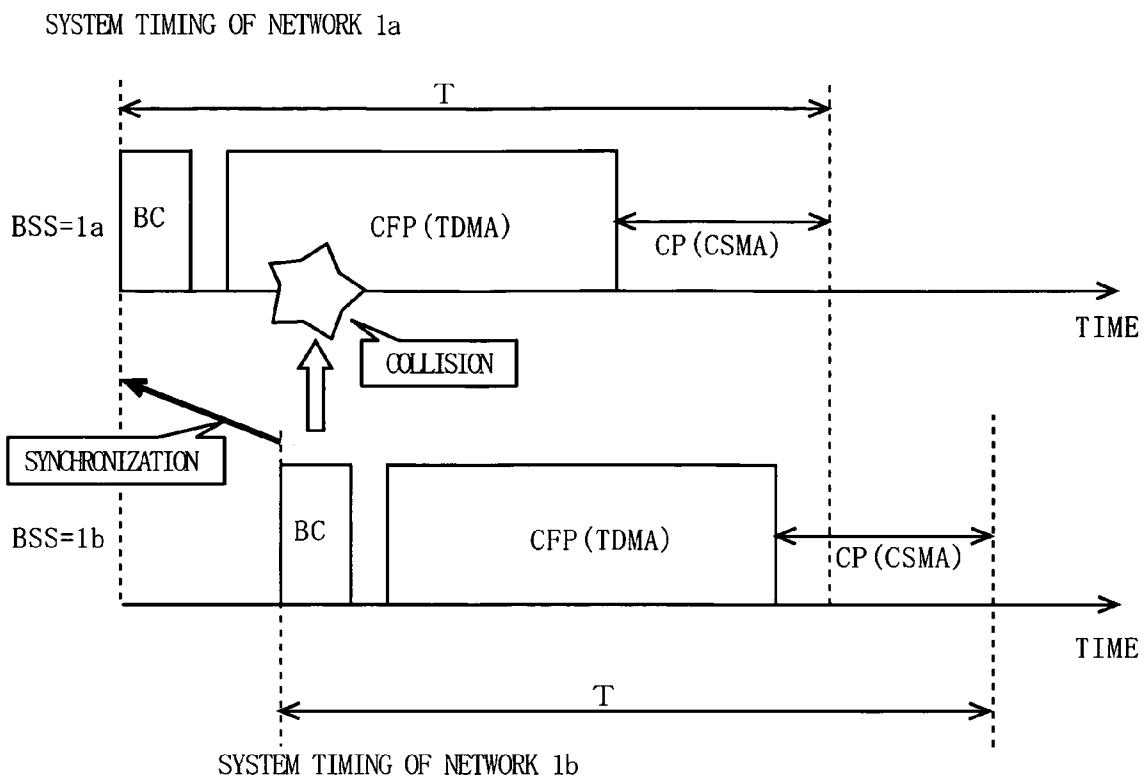 SYSTEM TIMING OF NETWORK 1a
T
BSS=1a
BC
CFP(TDMA)
CP(CSMA)
TIME
COLLISION
SYNCHRONIZATION
BSS=1b
BC
CFP(TDMA)
CP(CSMA)
TIME
T
SYSTEM TIMING OF NETWORK 1b